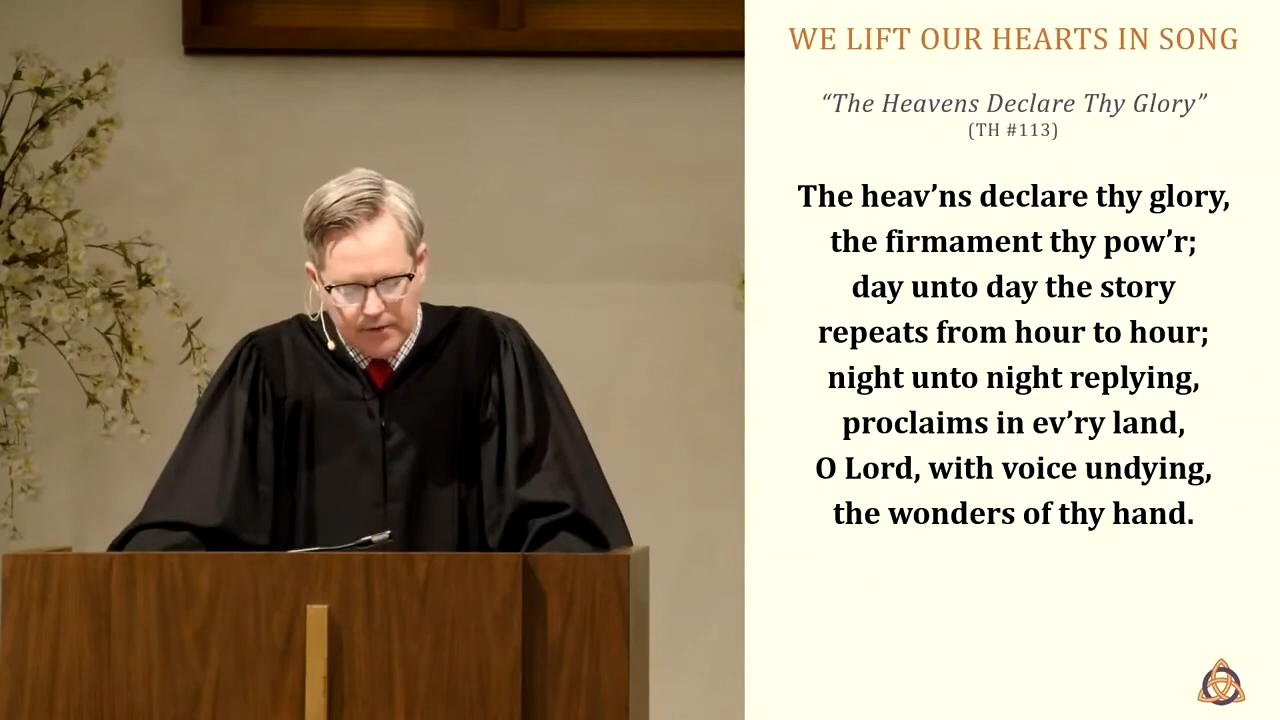 WE LIFT OUR HEARTS IN SONG
“The Heavens Declare Thy Glory”
(TH #113)
The heav’ns declare thy glory,
the firmament thy pow’r;
day unto day the story
repeats from hour to hour;
night unto night replying,
proclaims in ev’ry land,
O Lord, with voice undying,
the wonders of thy hand.